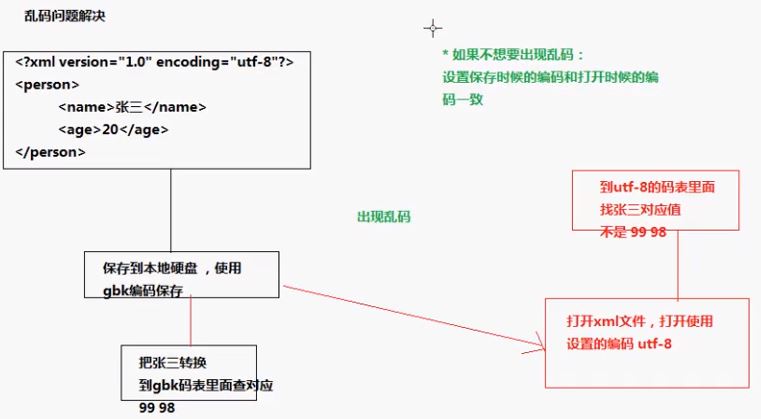 乱码问题解决
<?xml version="1.0" encoding="utf-8"?>
<person>
<name>张三</name>
<age>20</age>
</person>
* 如果不想要出现乱码：
设置保存时候的编码和打开时候的编
码一致
出现乱码
到utf-8的码表里面
找张三对应值
不是 99 98
保存到本地硬盘 ，使用
gbk编码保存
打开xml文件，打开使用
设置的编码 utf-8
把张三转换
到gbk码表里面查对应
99 98